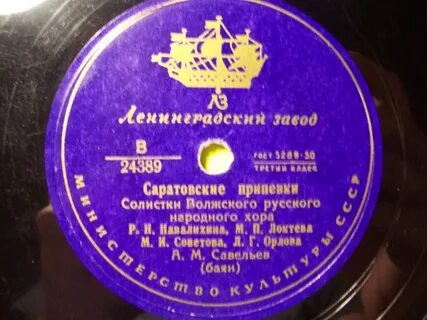 ЛЗ
Ленинградский завод
В
24389
ГОСТ 5289-50
ТРЕТИЙ КЛАСС
Саратовские припевки
Солистки Волжского русского
народного хора
Р. Н. Навалихина, М. П. Локтева
М. И. Советова, Л. Г. Орлова
А. М. Савельев
(баян)
МИНИСТЕРСТВО КУЛЬТУРЫ СССР